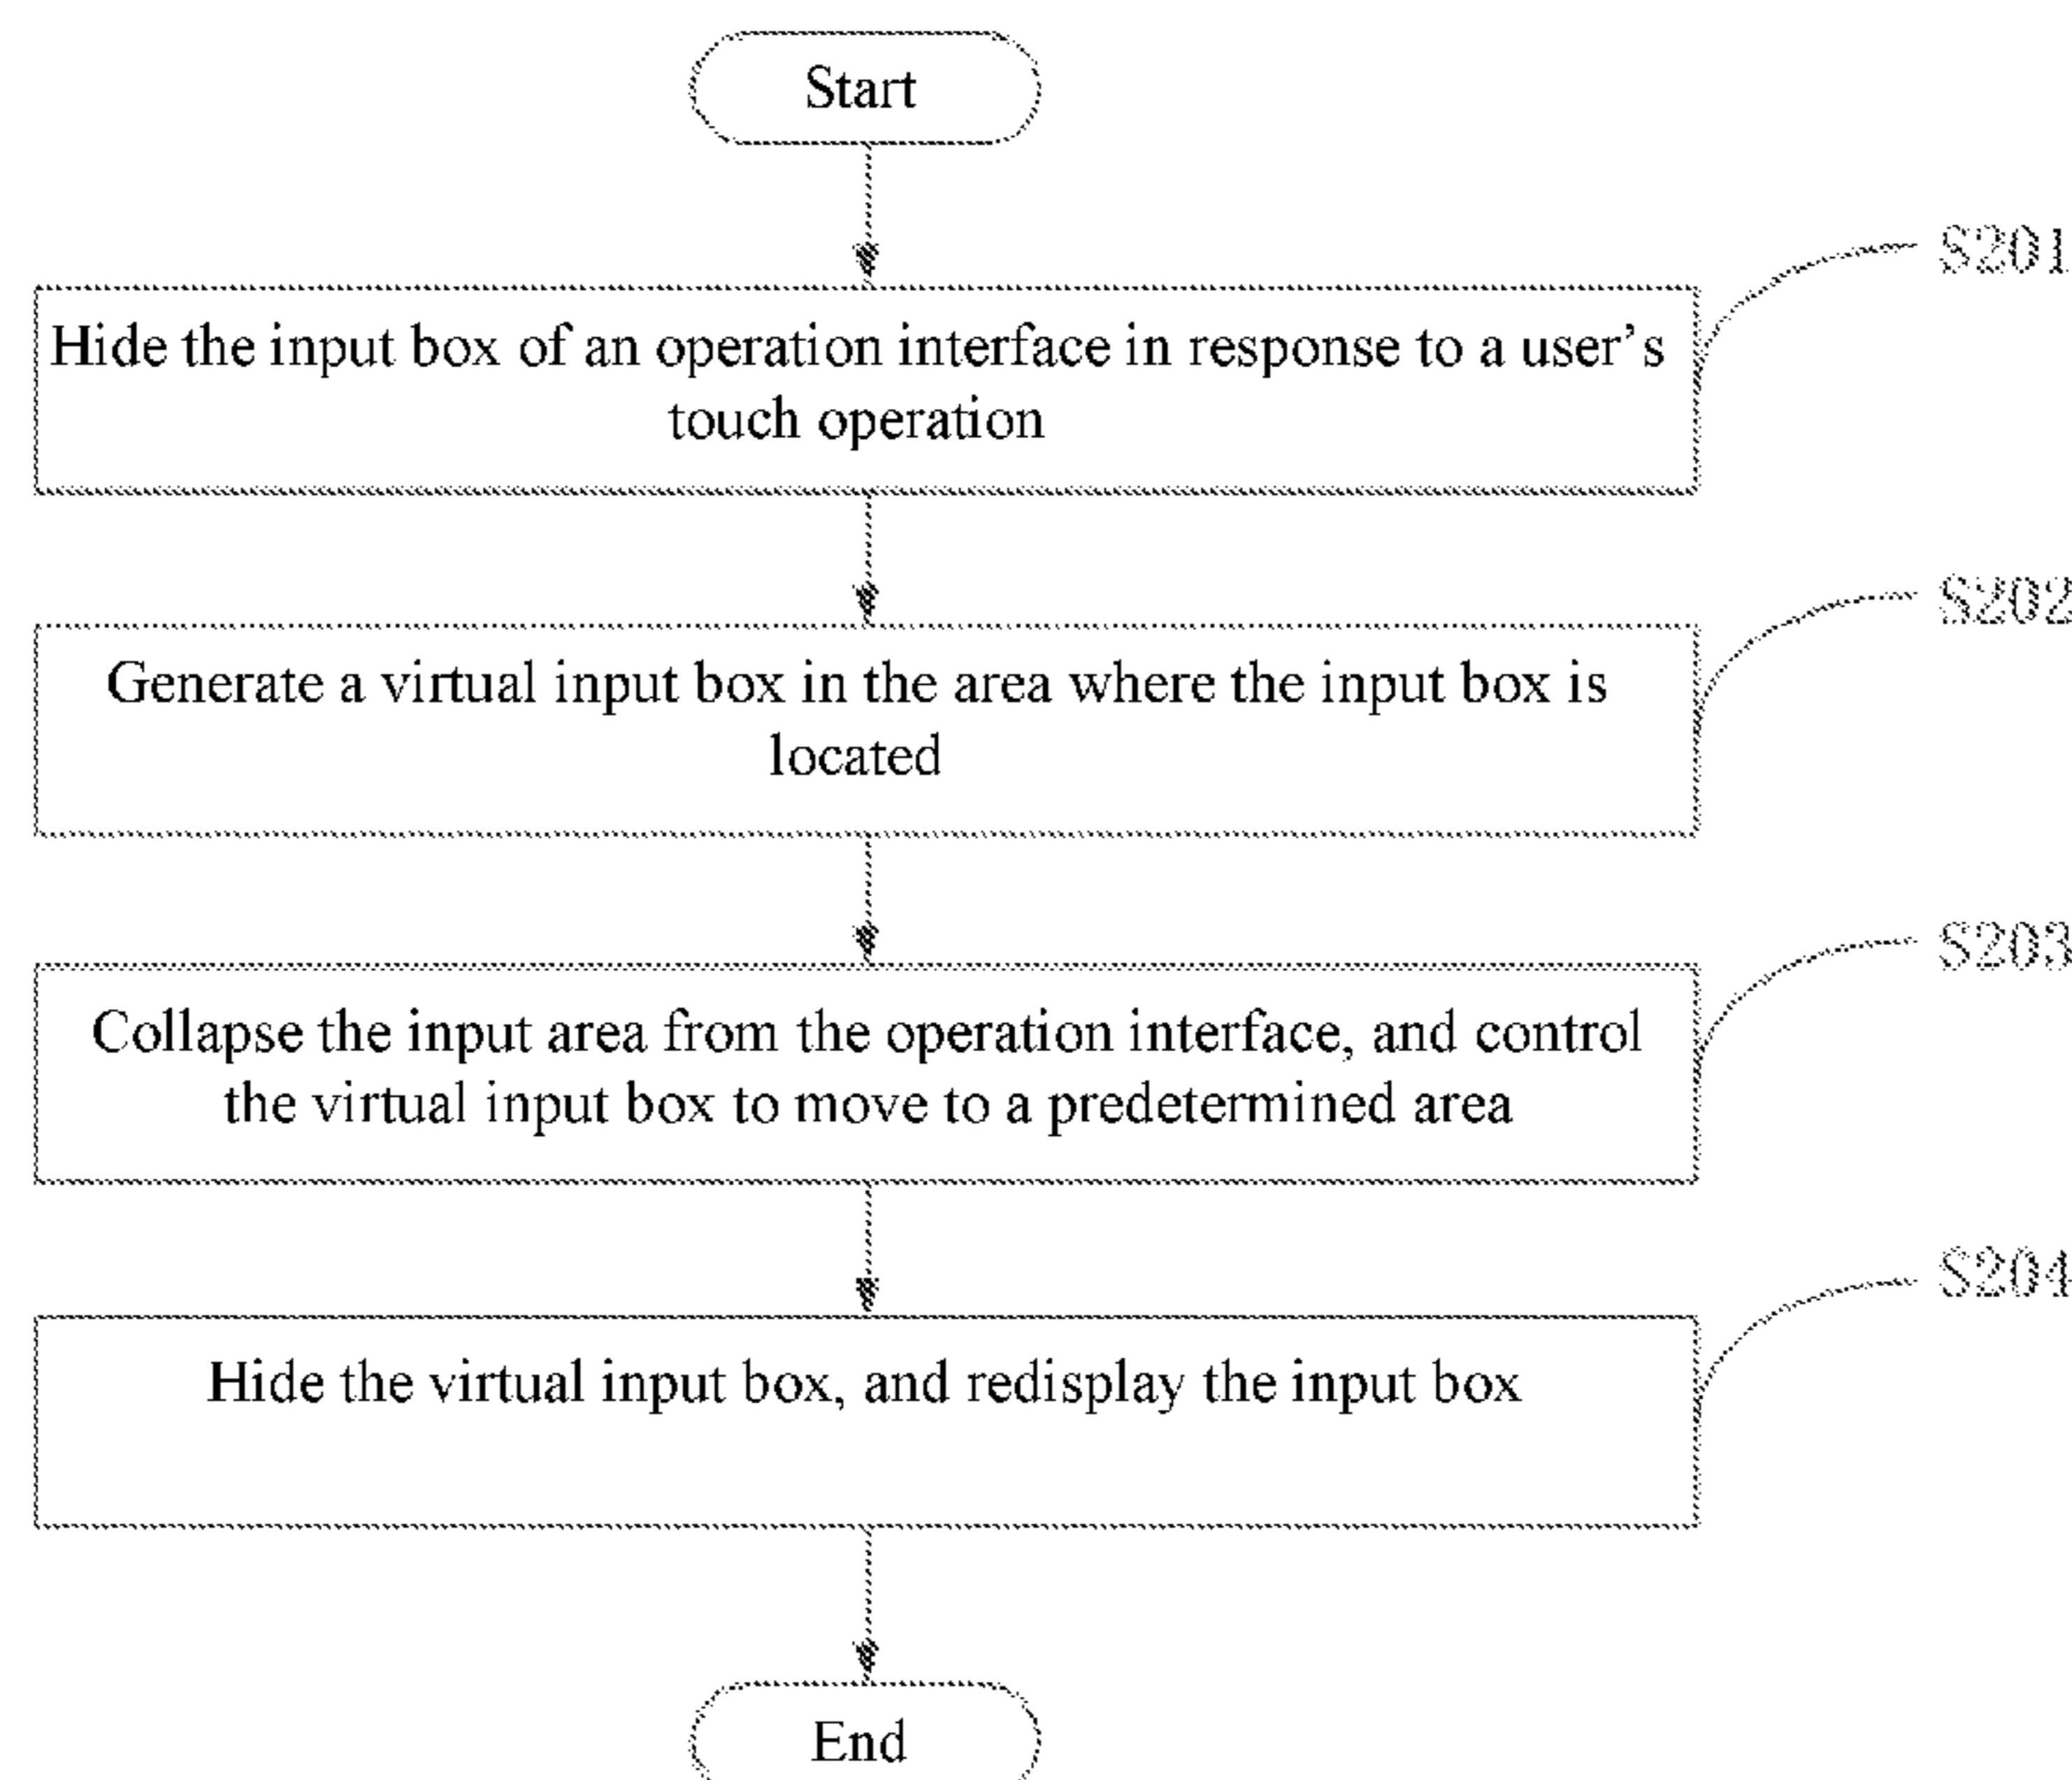 Start
S201
Hide the input box of an operation interface in response to a user's
touch operation
S202
Generate a virtual input box in the area where the input box is
located
S203
Collapse the input area from the operation interface, and control
the virtual input box to move to a predetermined area
S204
Hide the virtual input box, and redisplay the input box
End